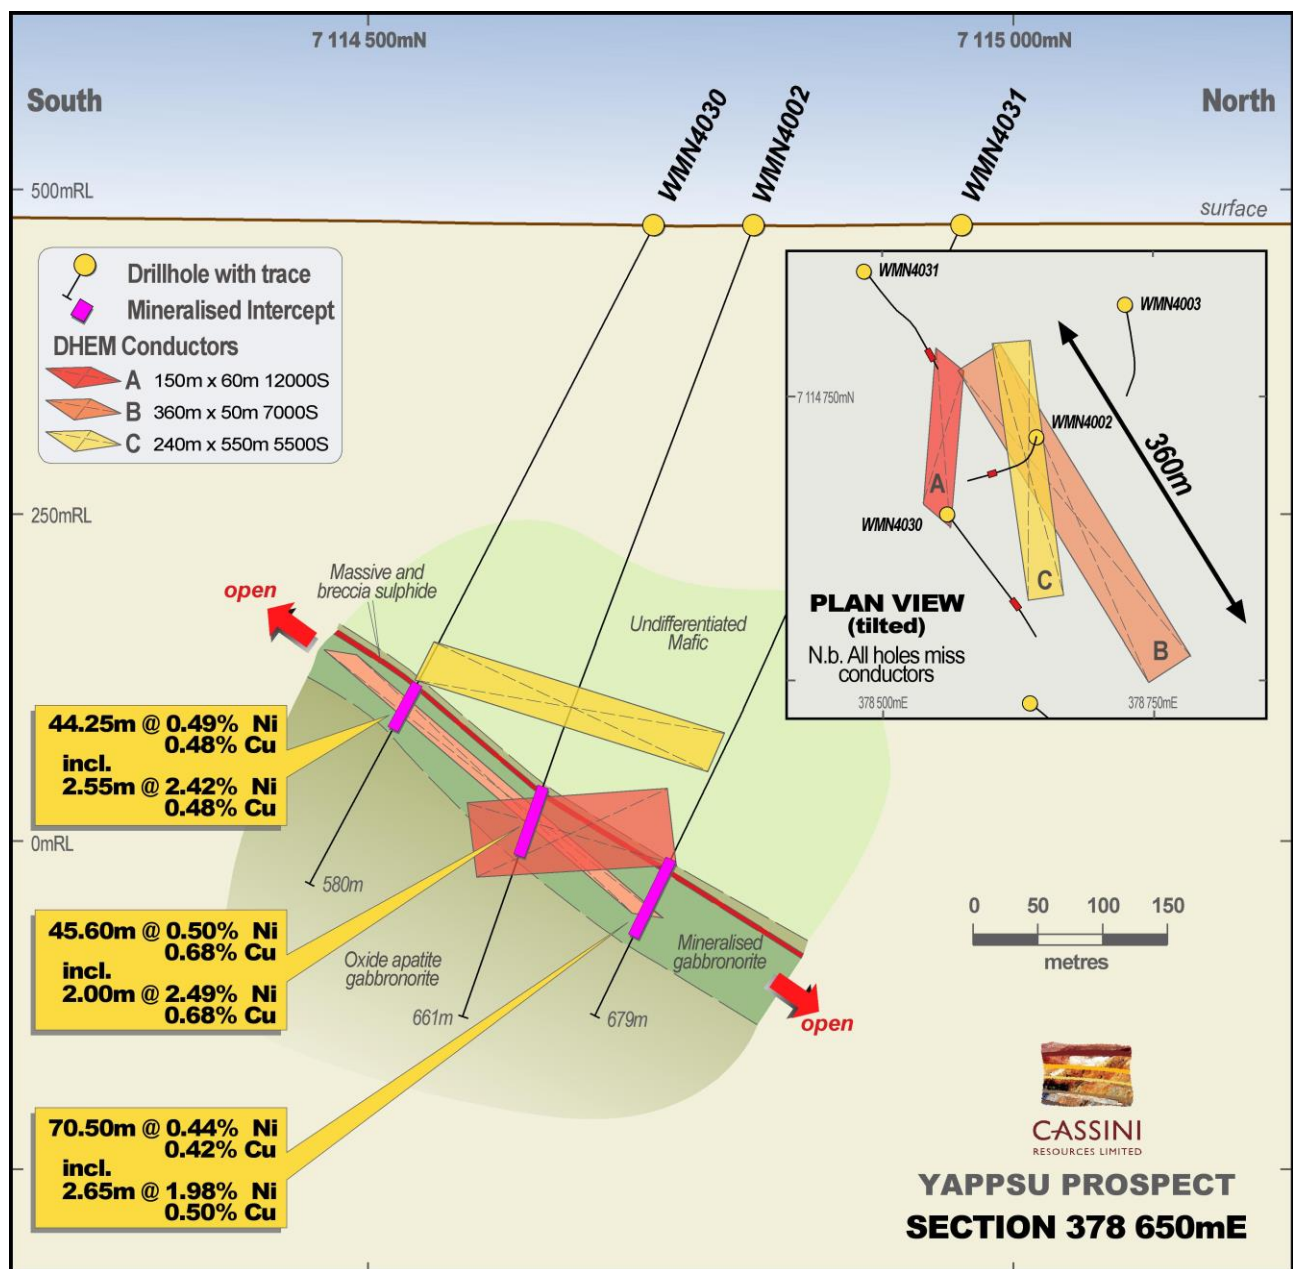 7 114 500mN
7 115 000mN
South
North
WMN4030
WMN4002
WMN4031
500mRL
surface
Drillhole with trace
Mineralised Intercept
DHEM Conductors
A 150m x 60m 12000S
B 360m x 50m 7000S
C 240m x 550m 5500S
WMN4031
WMN4003
7 114 750mN
WMN4002
360m
A
WMN4030
C
B
PLAN VIEW
(tilted)
N.b. All holes miss
conductors
378 500mE
378 750mE
250mRL
Massive and
breccia sulphide
open
Undifferentiated
Mafic
44.25m @ 0.49% Ni
0.48% Cu
incl.
2.55m @ 2.42% Ni
0.48% Cu
0mRL
580m
45.60m @ 0.50% Ni
0.68% Cu
incl.
2.00m @ 2.49% Ni
0.68% Cu
Oxide apatite
gabbronorite
Mineralised
gabbronorite
661m
679m
open
0 50 100 150
metres
70.50m @ 0.44% Ni
0.42% Cu
incl.
2.65m @ 1.98% Ni
0.50% Cu
CASSINI
RESOURCES LIMITED
YAPPSU PROSPECT
SECTION 378 650mE